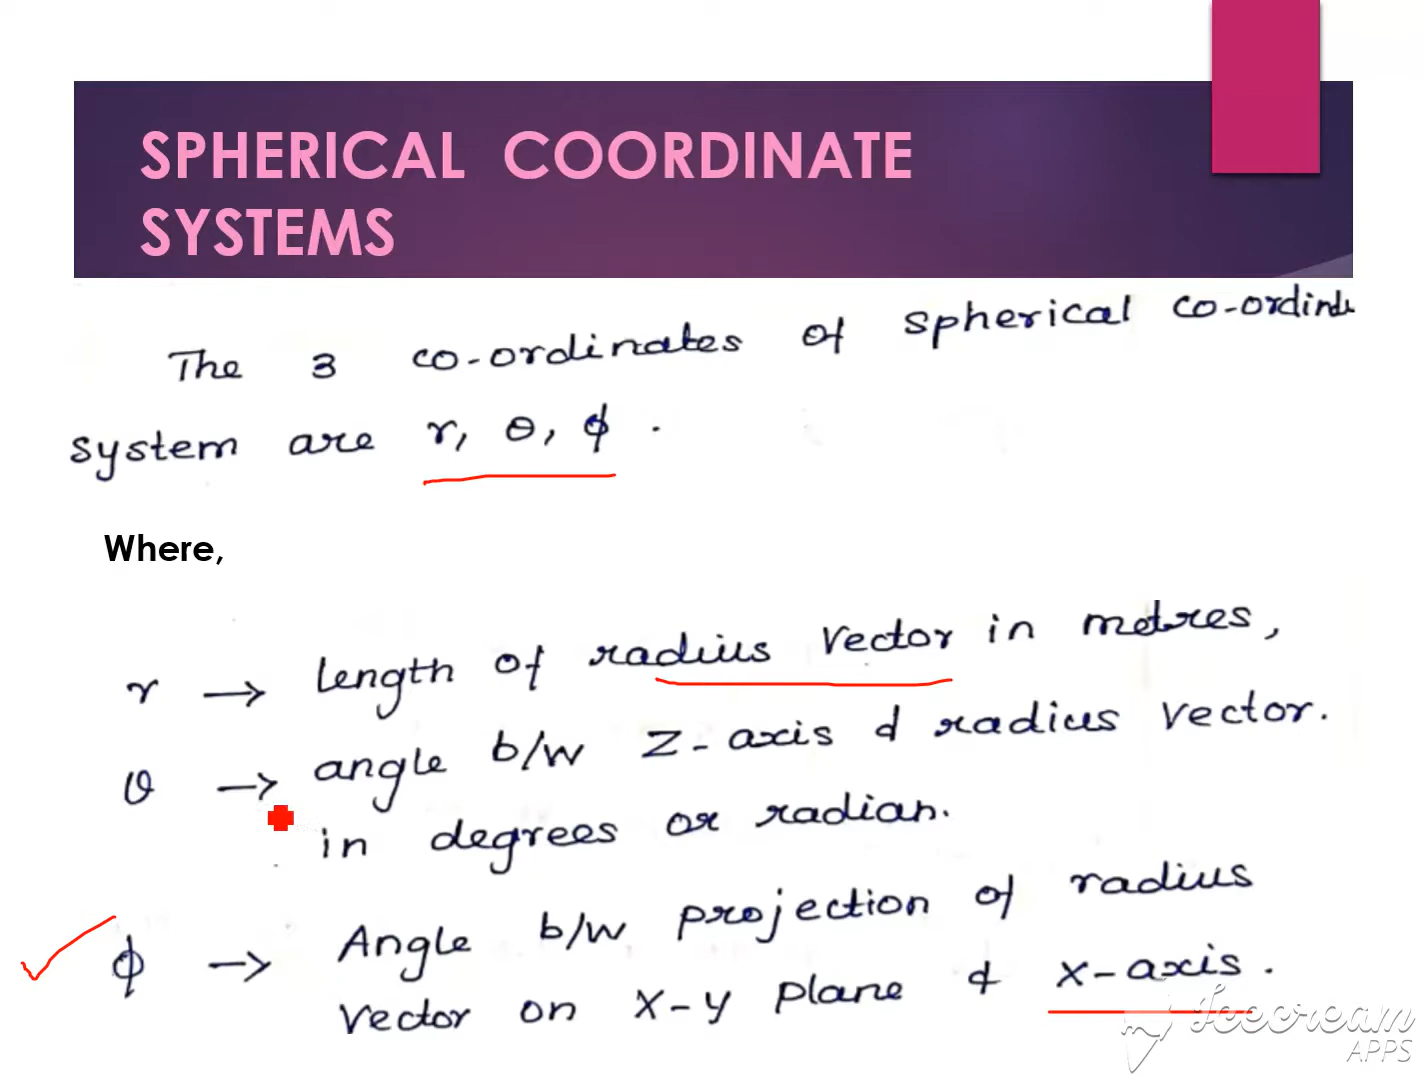 SPHERICAL COORDINATE
SYSTEMS
The 3 co-ordinates of spherical co-ordinate
system are r, θ, ϕ.
Where,
r → length of radius vector in metres,
θ → angle b/w z-axis & radius vector.
in degrees or radian.
ϕ → Angle b/w projection of radius
vector on x-y plane & x-axis.
Icecream
APPS